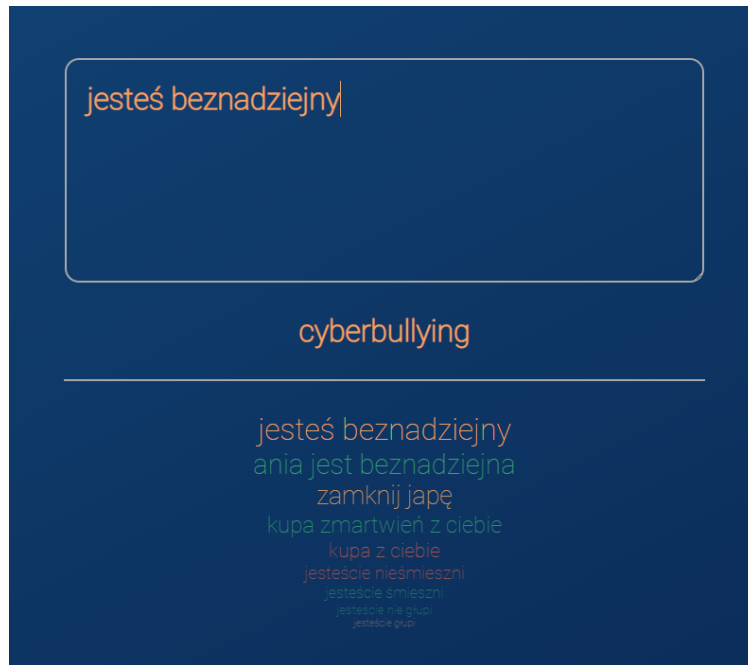 jesteś beznadziejny
cyberbullying
jesteś beznadziejny
ania jest beznadziejna
zamknij japę
kupa zmartwień z ciebie
kupa z ciebie
jesteście nieśmieszni
jesteście śmieszni
jesteście nie głupi
jesteście głupi